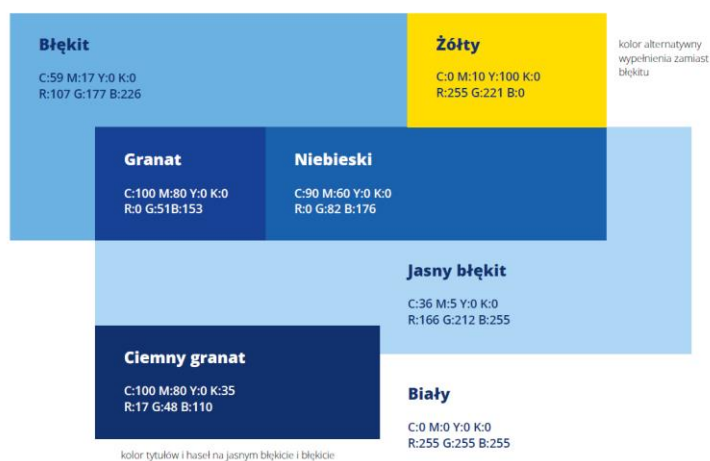 Błękit
C:59 M:17 Y:0 K:0
R:107 G:177 B:226
Żółty
C:0 M:10 Y:100 K:0
R:255 G:221 B:0
kolor alternatywny
wypełnienia zamiast
błękitu
Granat
C:100 M:80 Y:0 K:0
R:0 G:51B:153
Niebieski
C:90 M:60 Y:0 K:0
R:0 G:82 B:176
Jasny błękit
C:36 M:5 Y:0 K:0
R:166 G:212 B:255
Ciemny granat
C:100 M:80 Y:0 K:35
R:17 G:48 B:110
Biały
C:0 M:0 Y:0 K:0
R:255 G:255 B:255
kolor tytułów i haseł na jasnym błękicie i błękicie